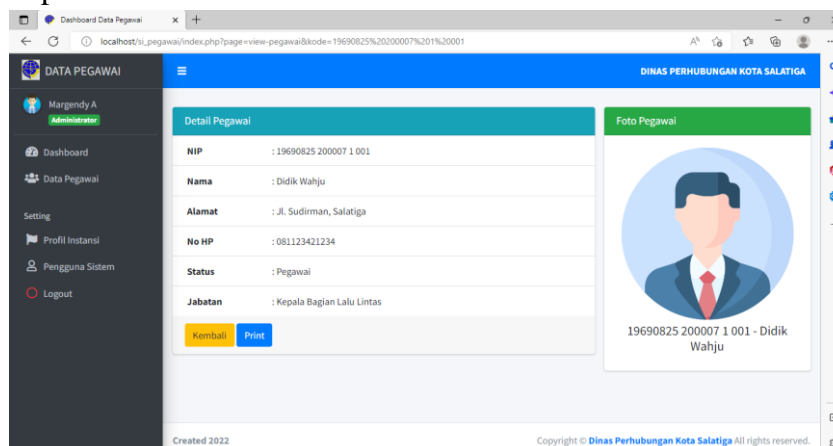 Dashboard Data Pegawai
localhost/si_pegawai/index.php?page=view-pegawai&kode=19690825%20200007%201%20001
DATA PEGAWAI
DINAS PERHUBUNGAN KOTA SALATIGA
Margendy A
Administrator
Dashboard
Data Pegawai
Setting
Profil Instansi
Pengguna Sistem
Logout
Detail Pegawai
NIP : 19690825 200007 1 001
Nama : Didik Wahju
Alamat : Jl. Sudirman, Salatiga
No HP : 081123421234
Status : Pegawai
Jabatan : Kepala Bagian Lalu Lintas
Kembali Print
Foto Pegawai
19690825 200007 1 001 - Didik
Wahju
Created 2022
Copyright © Dinas Perhubungan Kota Salatiga All rights reserved.